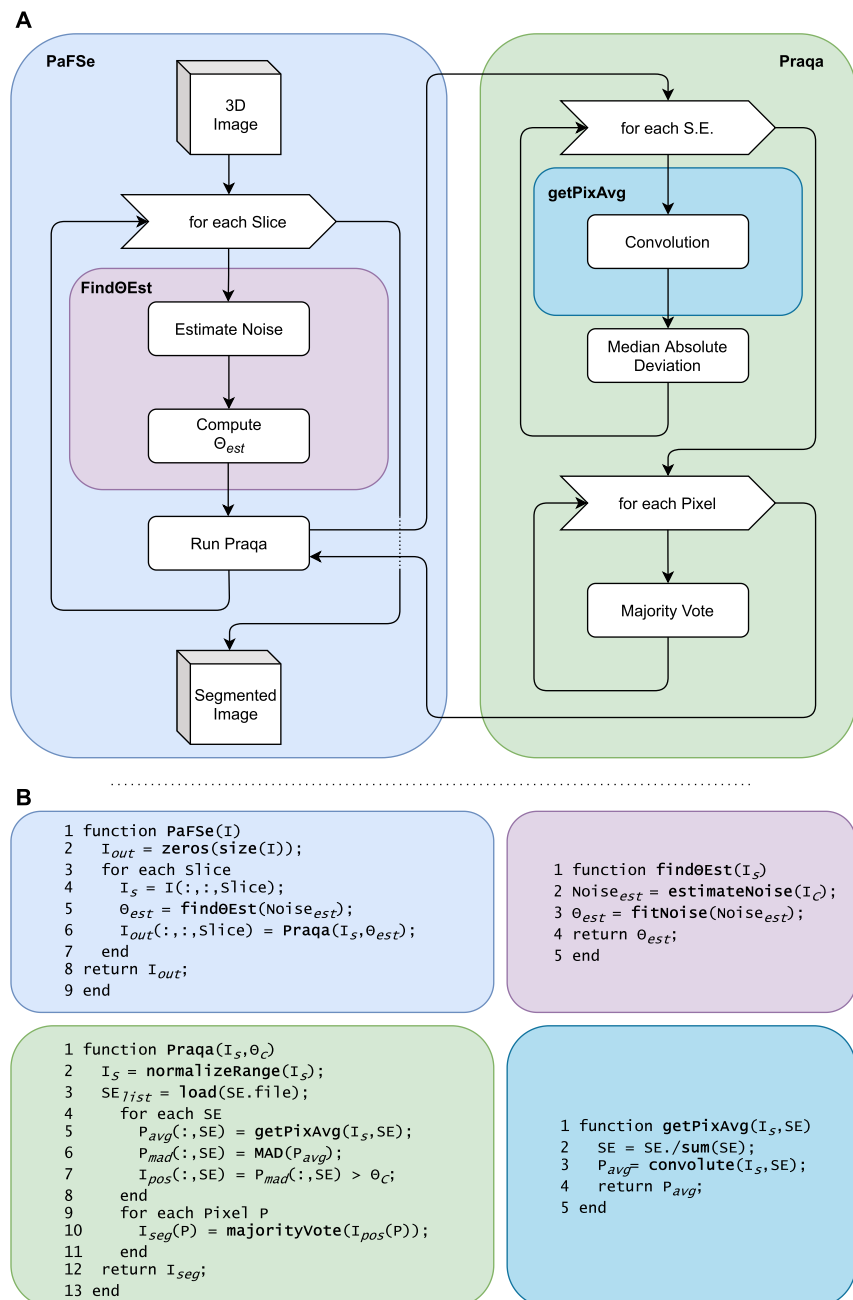 A
PaFSe
3D
Image
for each Slice
FindΘEst
Estimate Noise
Compute
Θest
Run Praqa
Segmented
Image
Praqa
for each S.E.
getPixAvg
Convolution
Median Absolute
Deviation
for each Pixel
Majority Vote
B
1 function PaFSe(I)
2 Iout = zeros(size(I));
3 for each Slice
4 Is = I(:,:,Slice);
5 Θest = findΘEst(Noiseest);
6 Iout(:,:,Slice) = Praqa(Is,Θest);
7 end
8 return Iout;
9 end
1 function findΘEst(Is)
2 Noiseest = estimateNoise(IC);
3 Θest = fitNoise(Noiseest);
4 return Θest;
5 end
1 function Praqa(Is,ΘC)
2 Is = normalizeRange(Is);
3 SElist = load(SE.file);
4 for each SE
5 Pavg(:,SE) = getPixAvg(Is,SE);
6 Pmad(:,SE) = MAD(Pavg);
7 Ipos(:,SE) = Pmad(:,SE) > ΘC;
8 end
9 for each Pixel P
10 Iseg(P) = majorityVote(Ipos(P));
11 end
12 return Iseg;
13 end
1 function getPixAvg(Is,SE)
2 SE = SE./sum(SE);
3 Pavg= convolute(Is,SE);
4 return Pavg;
5 end